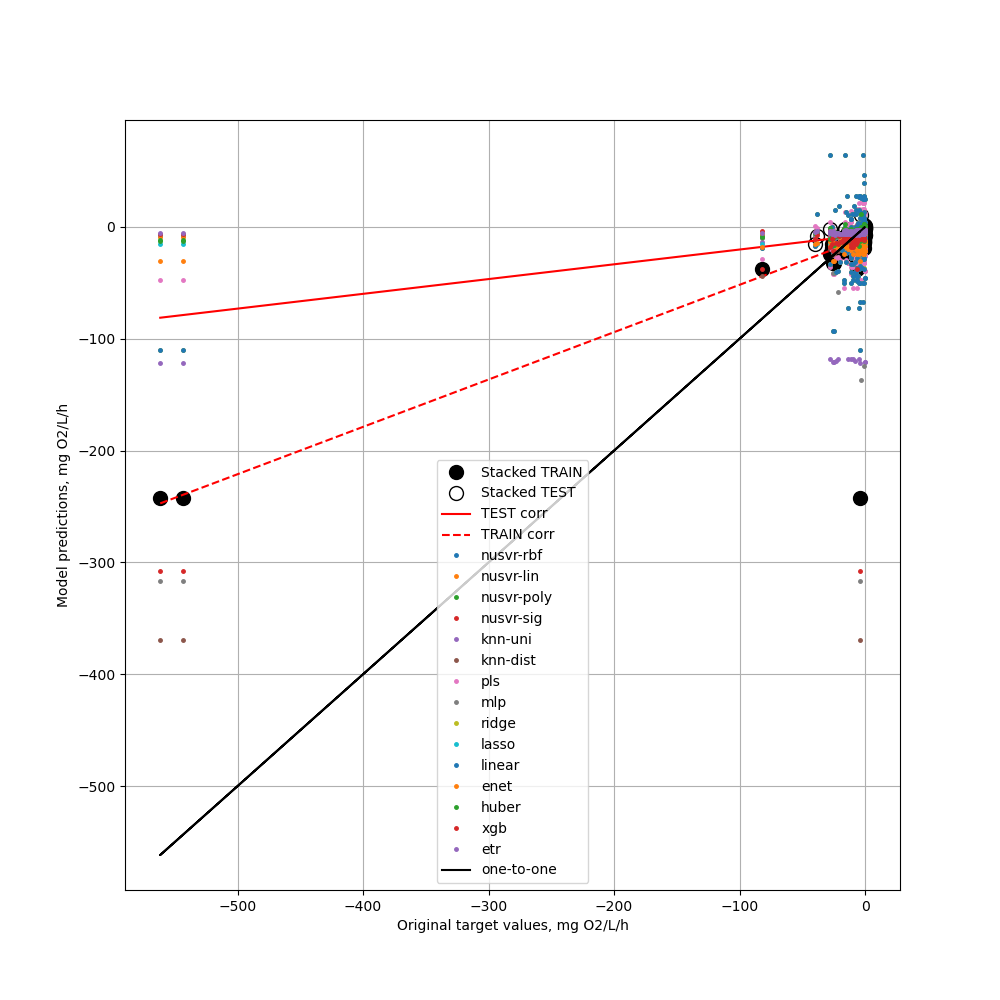 0
−100
−200
−300
−400
−500
Model predictions, mg O2/L/h
Stacked TRAIN
Stacked TEST
TEST corr
TRAIN corr
nusvr-rbf
nusvr-lin
nusvr-poly
nusvr-sig
knn-uni
knn-dist
pls
mlp
ridge
lasso
linear
enet
huber
xgb
etr
one-to-one
−500
−400
−300
−200
−100
0
Original target values, mg O2/L/h